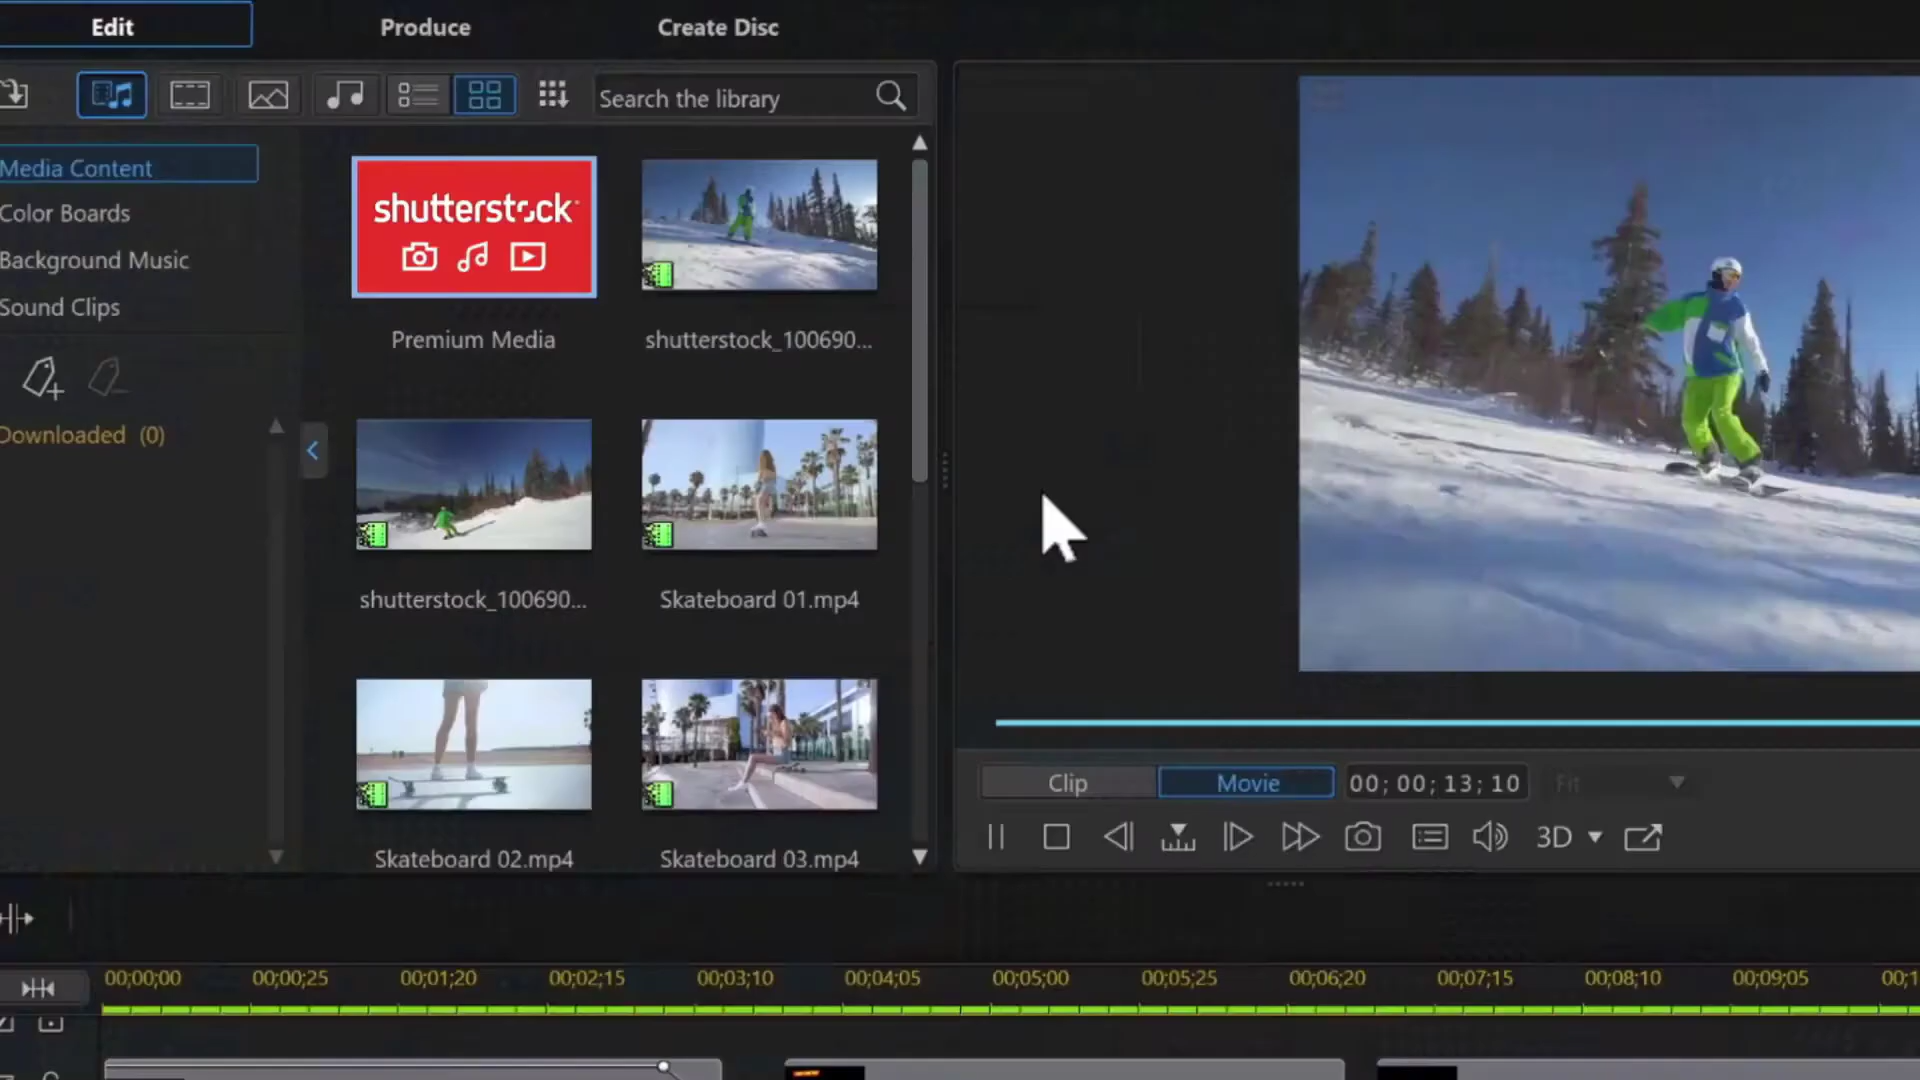 Edit
Produce
Create Disc
Search the library
Media Content
Color Boards
Background Music
Sound Clips
Downloaded (0)
shutterstock
Premium Media
shutterstock_100690...
shutterstock_100690...
Skateboard 01.mp4
Skateboard 02.mp4
Skateboard 03.mp4
Clip
Movie
00; 00; 13; 10
Fit
3D
00;00;00
00;00;25
00;01;20
00;02;15
00;03;10
00;04;05
00;05;00
00;05;25
00;06;20
00;07;15
00;08;10
00;09;05
00;1